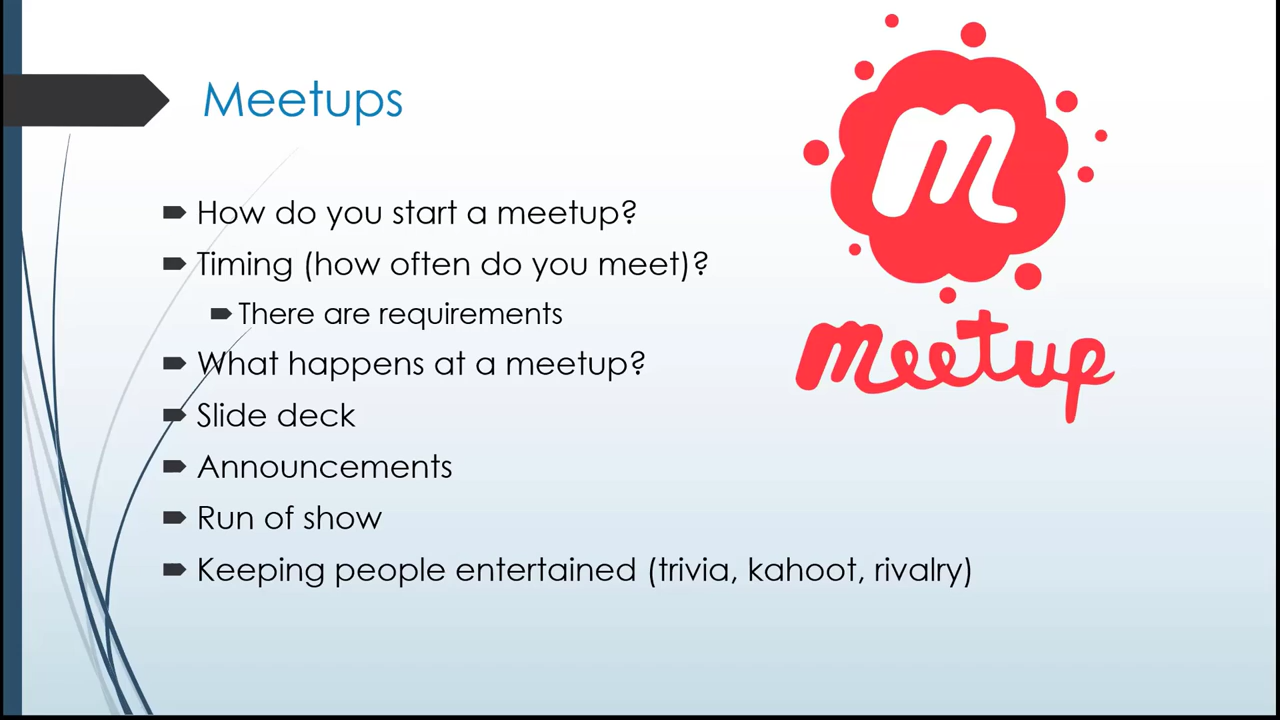 Meetups
How do you start a meetup?
Timing (how often do you meet)?
There are requirements
What happens at a meetup?
Slide deck
Announcements
Run of show
Keeping people entertained (trivia, kahoot, rivalry)
m
meetup